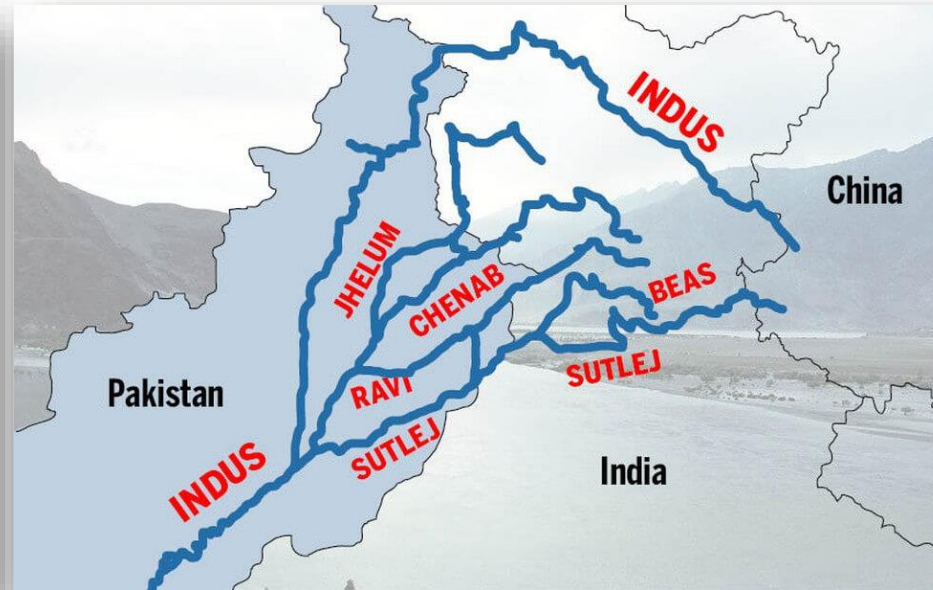 INDUS
China
JHELUM
CHENAB
BEAS
RAVI
SUTLEJ
Pakistan
SUTLEJ
INDUS
India